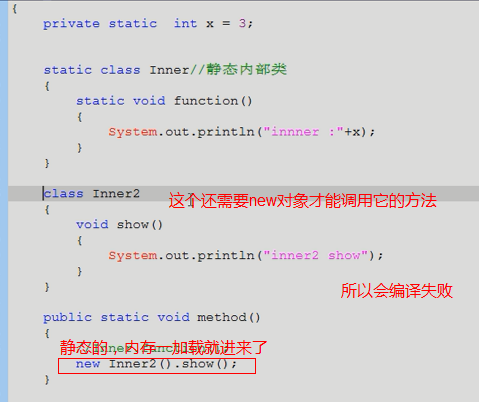 {
private static int x = 3;
static class Inner//静态内部类
{
static void function()
{
System.out.println("innner :"+x);
}
}
class Inner2
这个还需要new对象才能调用它的方法
{
void show()
{
System.out.println("inner2 show");
}
}
所以会编译失败
public static void method()
{
静态的，内存一加载就进来了
new Inner2().show();
}